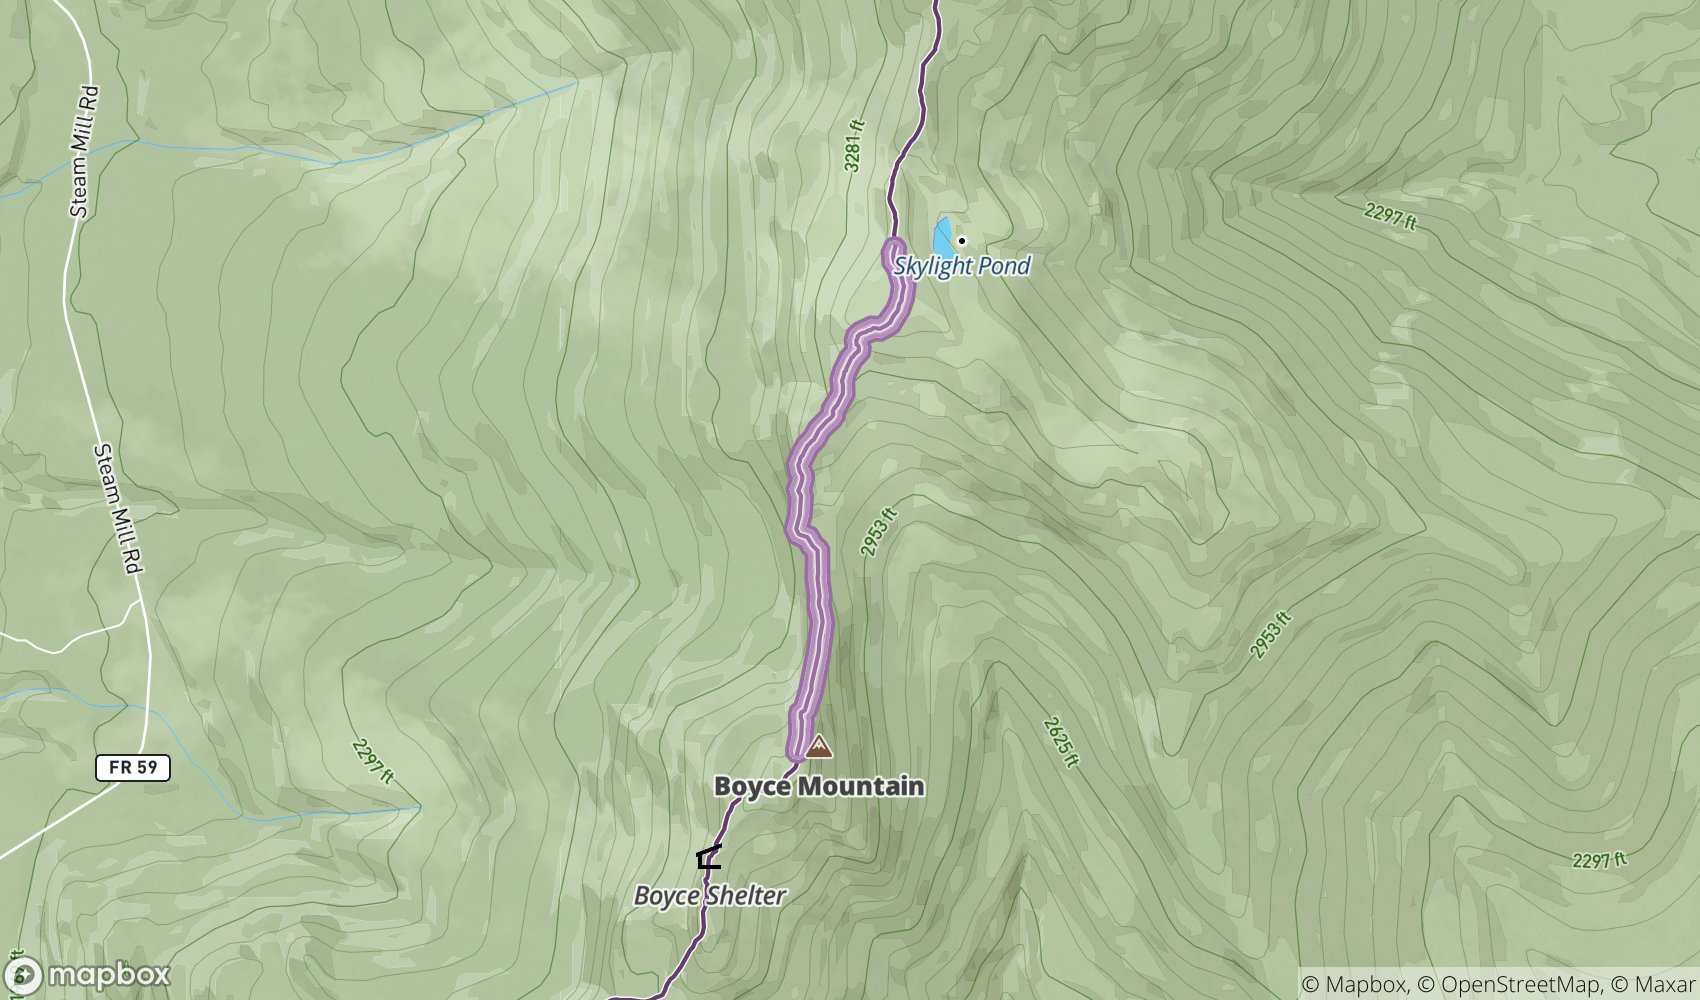 Steam Mill Rd
3281 ft
2297 ft
Skylight Pond
Steam Mill Rd
2953 ft
2953 ft
2625 ft
2297 ft
FR 59
Boyce Mountain
2297 ft
Boyce Shelter
mapbox
© Mapbox, © OpenStreetMap, © Maxar